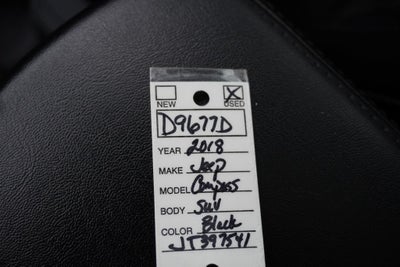 NEW USED
D9677D
YEAR 2018
MAKE Jeep
MODEL Compass
BODY SUV
COLOR Black
JT397541